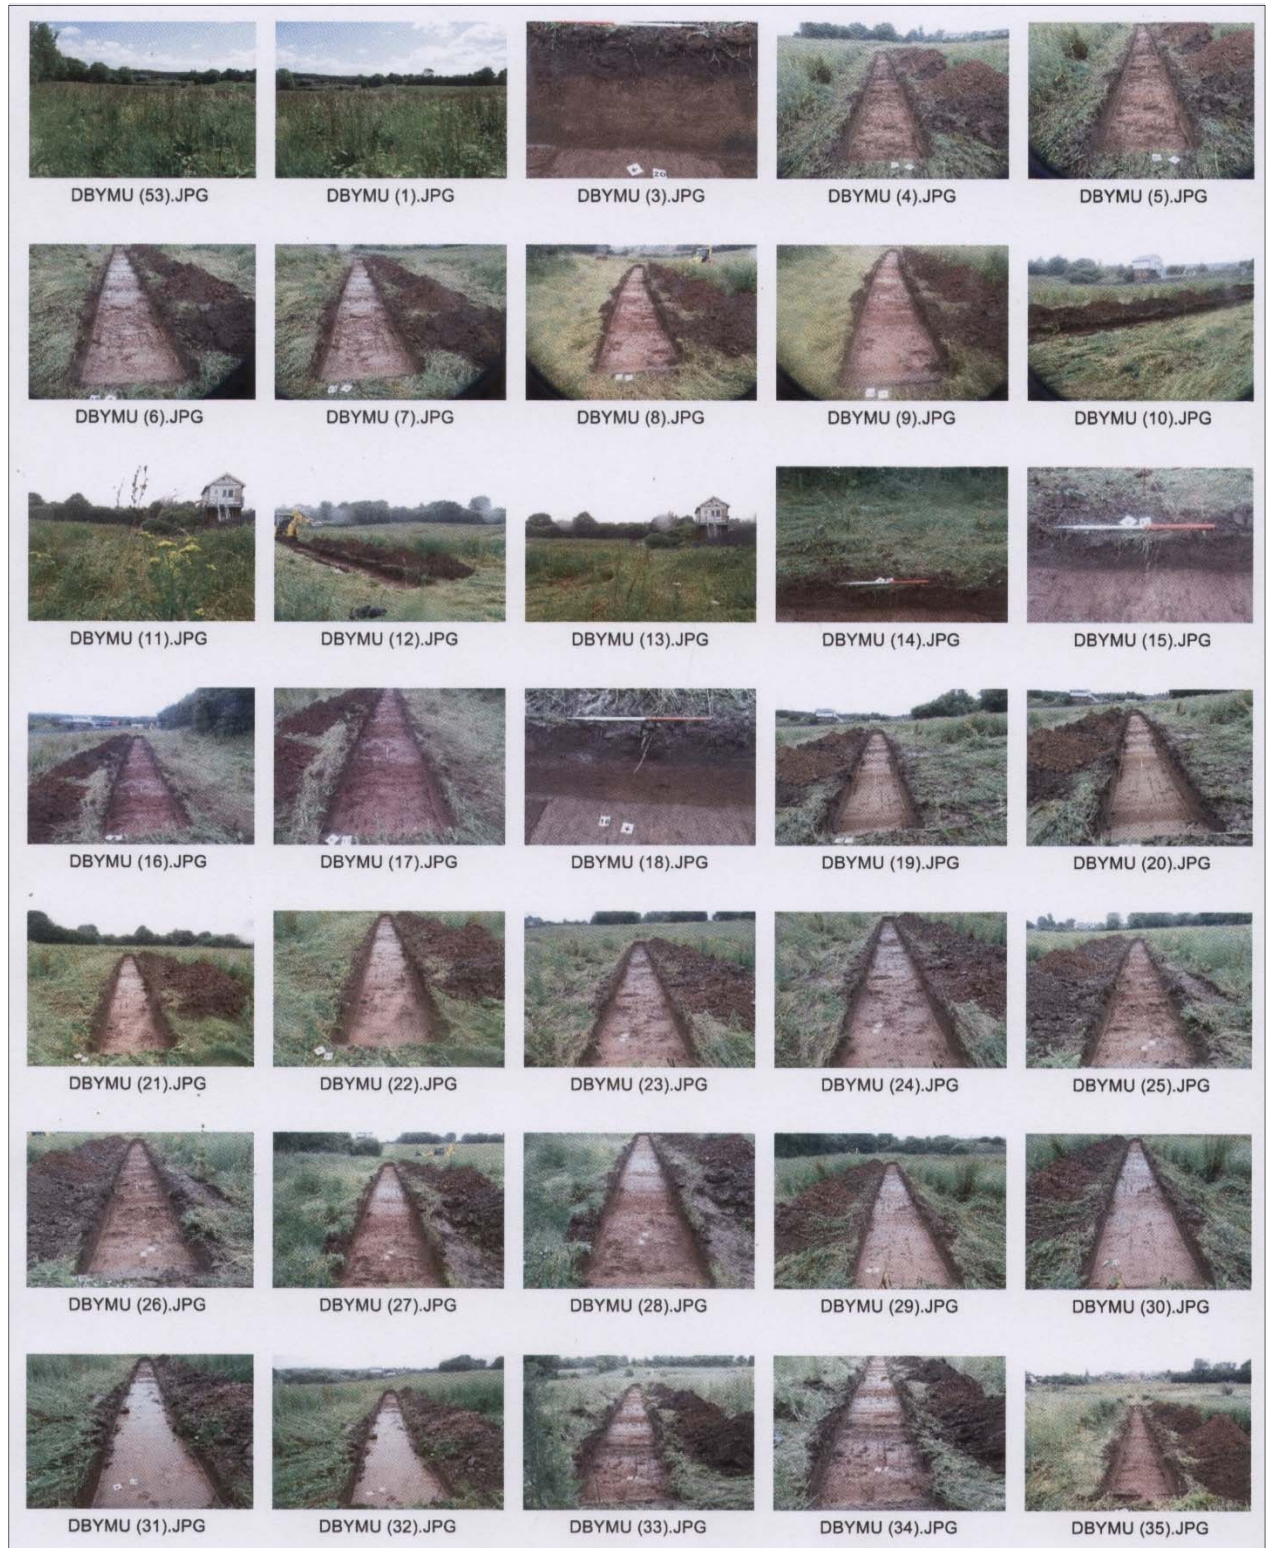 DBYMU (53).JPG DBYMU (1).JPG DBYMU (3).JPG DBYMU (4).JPG DBYMU (5).JPG
DBYMU (6).JPG DBYMU (7).JPG DBYMU (8).JPG DBYMU (9).JPG DBYMU (10).JPG
DBYMU (11).JPG DBYMU (12).JPG DBYMU (13).JPG DBYMU (14).JPG DBYMU (15).JPG
DBYMU (16).JPG DBYMU (17).JPG DBYMU (18).JPG DBYMU (19).JPG DBYMU (20).JPG
DBYMU (21).JPG DBYMU (22).JPG DBYMU (23).JPG DBYMU (24).JPG DBYMU (25).JPG
DBYMU (26).JPG DBYMU (27).JPG DBYMU (28).JPG DBYMU (29).JPG DBYMU (30).JPG
DBYMU (31).JPG DBYMU (32).JPG DBYMU (33).JPG DBYMU (34).JPG DBYMU (35).JPG